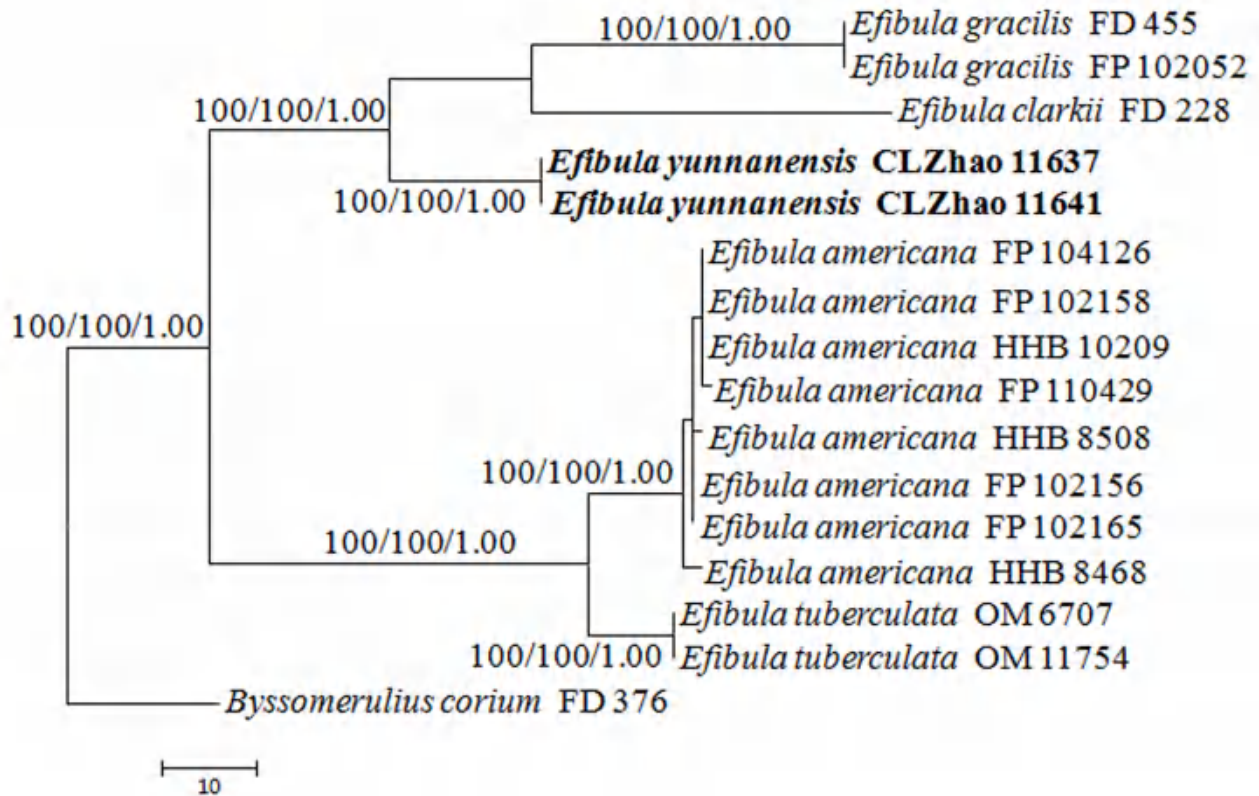 100/100/1.00 Efibula gracilis FD 455
Efibula gracilis FP 102052
100/100/1.00
Efibula clarkii FD 228
Efibula yunnanensis CLZhao 11637
100/100/1.00 Efibula yunnanensis CLZhao 11641
Efibula americana FP 104126
Efibula americana FP 102158
100/100/1.00
Efibula americana HHB 10209
Efibula americana FP 110429
Efibula americana HHB 8508
100/100/1.00
Efibula americana FP 102156
Efibula americana FP 102165
100/100/1.00
Efibula americana HHB 8468
Efibula tuberculata OM 6707
100/100/1.00 Efibula tuberculata OM 11754
Byssomerulius corium FD 376
10